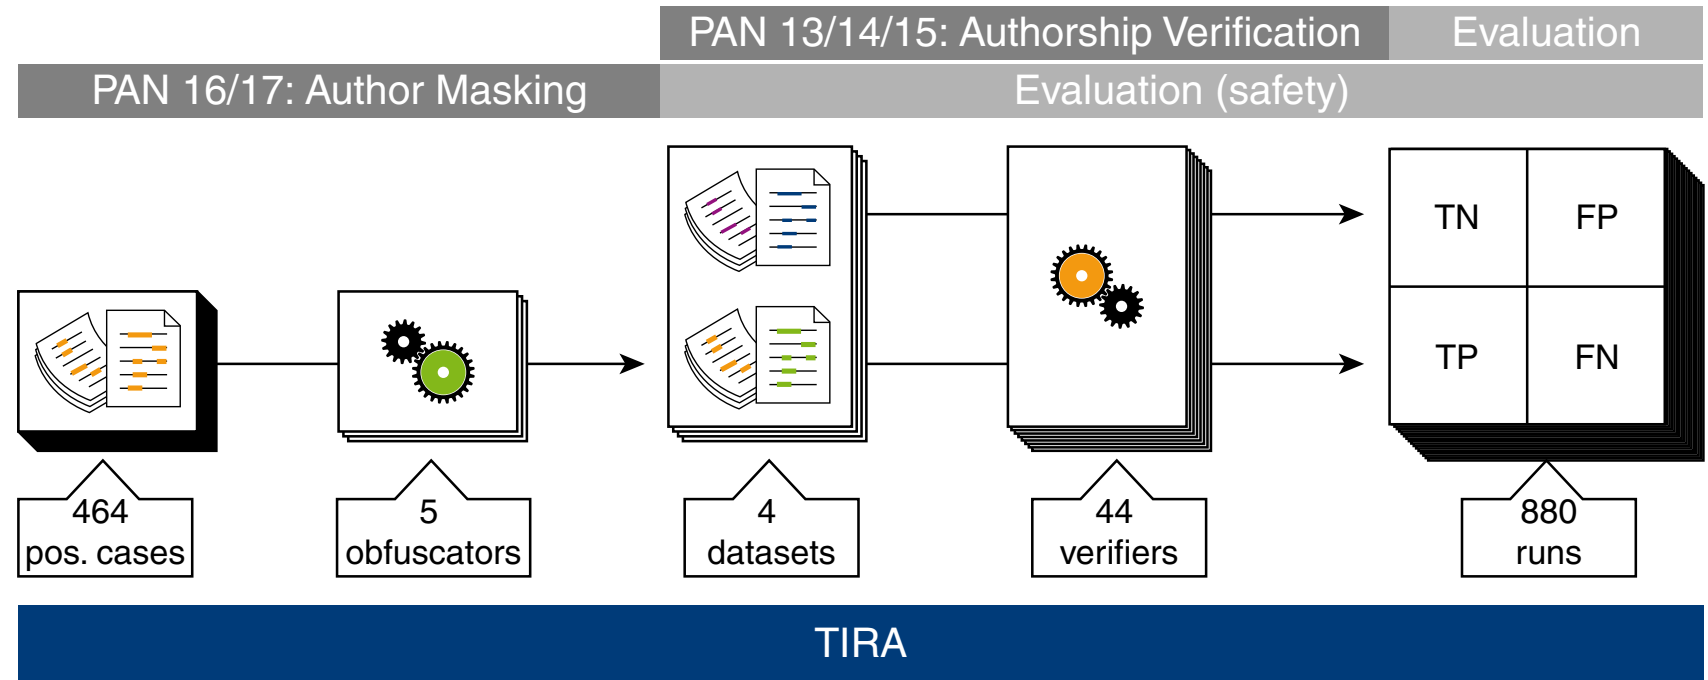 PAN 13/14/15: Authorship Verification
Evaluation
PAN 16/17: Author Masking
Evaluation (safety)
TN
FP
TP
FN
464
pos. cases
5
obfuscators
4
datasets
44
verifiers
880
runs
TIRA